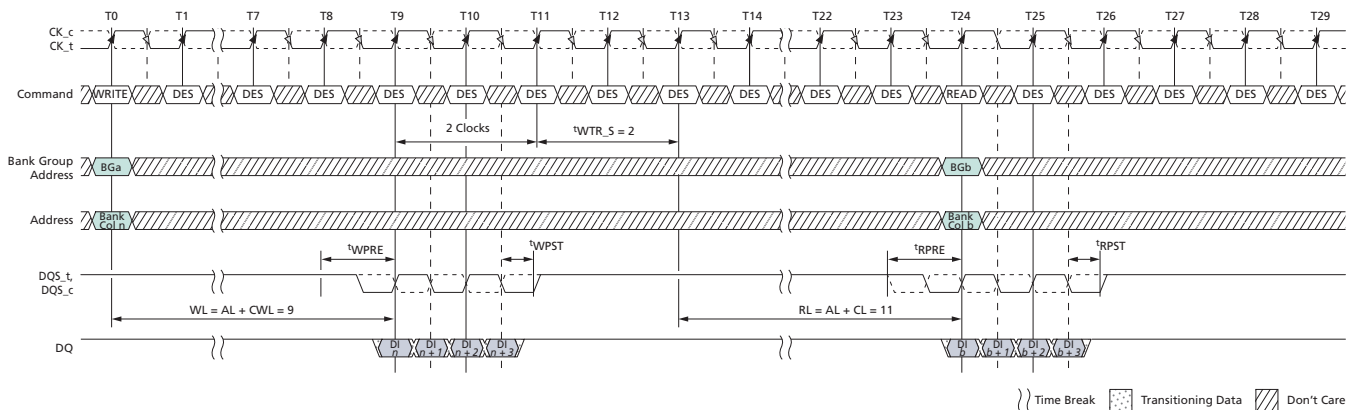 T0 T1 T7 T8 T9 T10 T11 T12 T13 T14 T22 T23 T24 T25 T26 T27 T28 T29
CK_c
CK_t
Command WRITE DES DES DES DES DES DES DES DES DES DES DES READ DES DES DES DES DES
2 Clocks tWTR_S = 2
Bank Group
Address BGa BGb
Address Bank
Col n Bank
Col b
tWPRE tWPST tRPRE tRPST
DQS_t,
DQS_c
WL = AL + CWL = 9 RL = AL + CL = 11
DQ DI
n DI
n + 1 DI
n + 2 DI
n + 3 DI
b DI
b + 1 DI
b + 2 DI
b + 3
Time Break Transitioning Data Don't Care